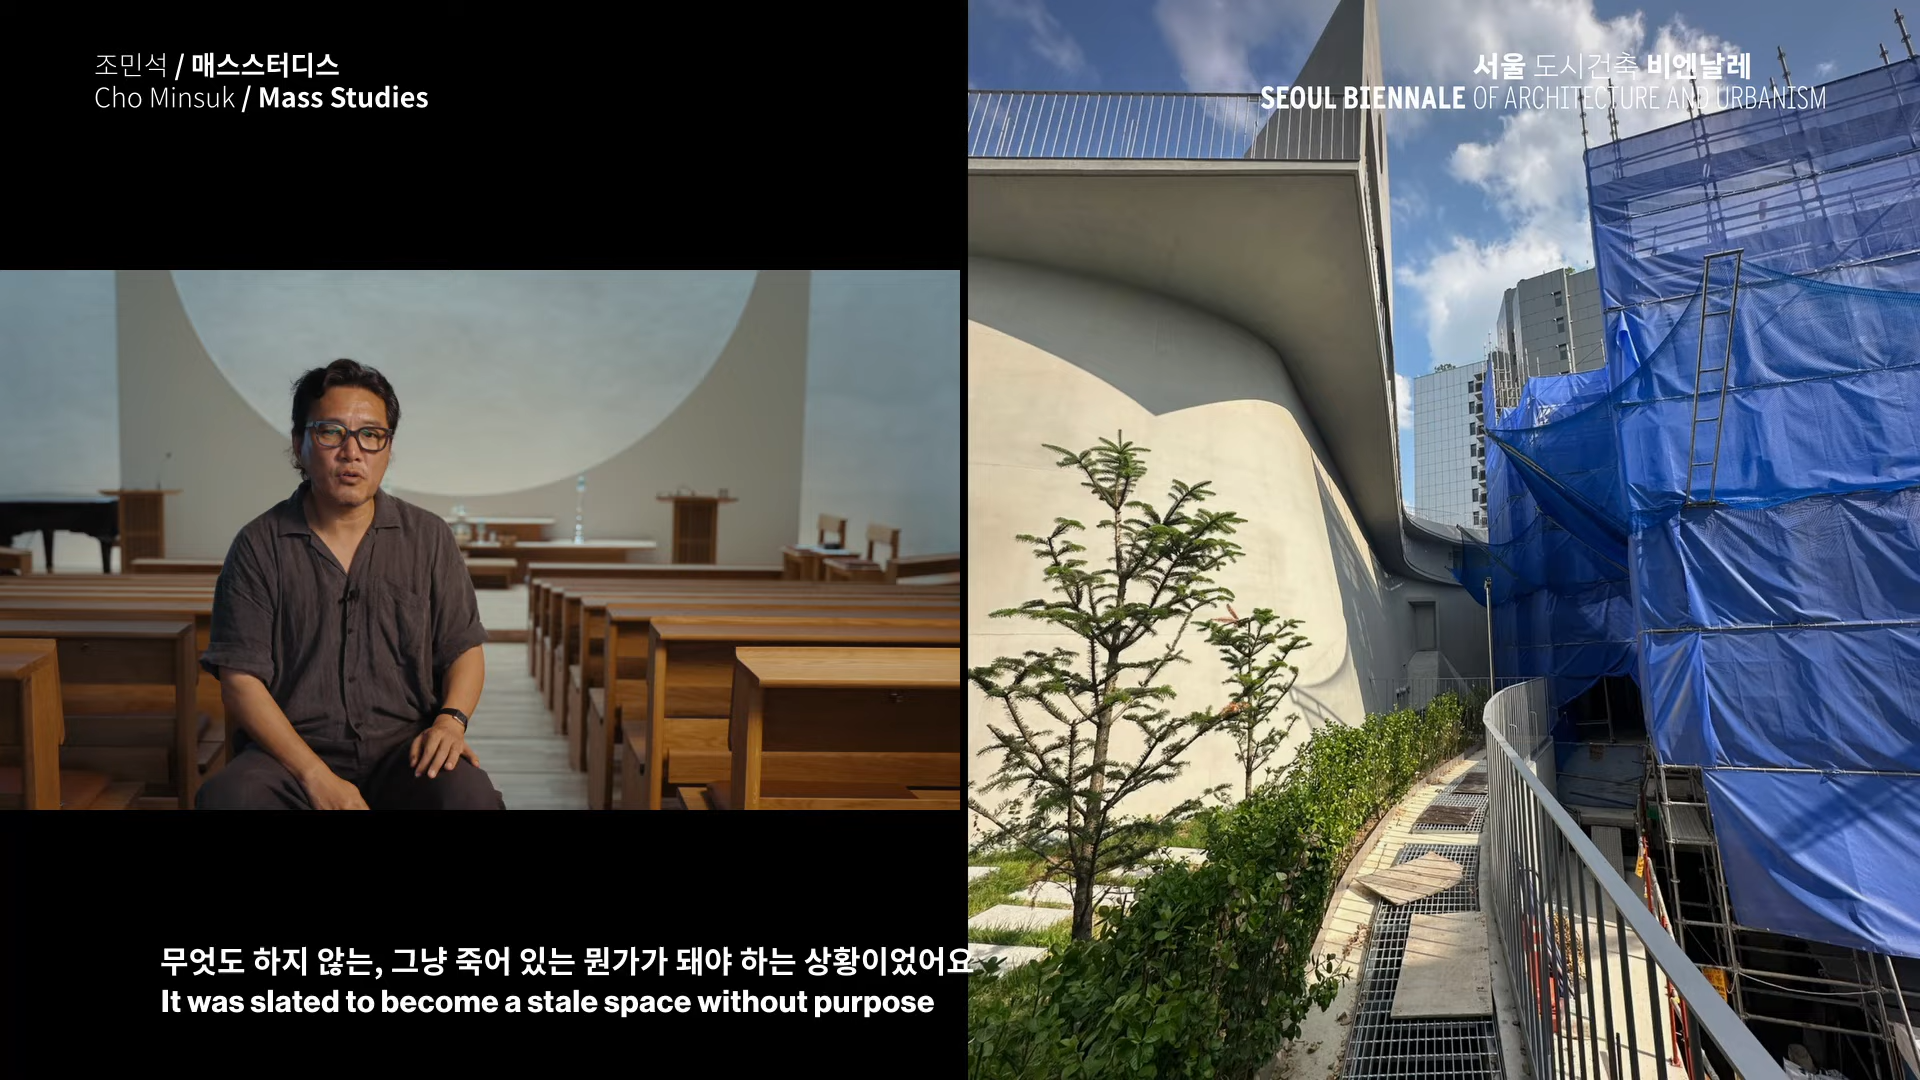 조민석 / 매스스터디스
Cho Minsuk / Mass Studies
서울 도시건축 비엔날레
SEOUL BIENNALE OF ARCHITECTURE AND URBANISM
무엇도 하지 않는, 그냥 죽어 있는 뭔가가 돼야 하는 상황이었어요
It was slated to become a stale space without purpose